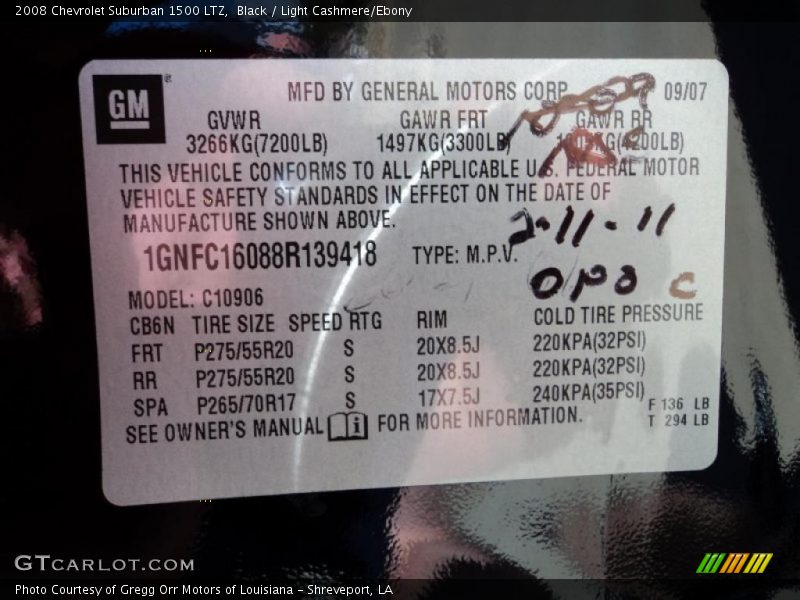 2008 Chevrolet Suburban 1500 LTZ,  Black / Light Cashmere/Ebony
GM ® MFD BY GENERAL MOTORS CORP 09/07
GVWR GAWR FRT GAWR RR
3266KG(7200LB) 1497KG(3300LB) (4200LB)
THIS VEHICLE CONFORMS TO ALL APPLICABLE U.S. FEDERAL MOTOR
VEHICLE SAFETY STANDARDS IN EFFECT ON THE DATE OF
MANUFACTURE SHOWN ABOVE.
2-11-11
1GNFC16088R139418 TYPE: M.P.V.
MODEL: C10906
CB6N TIRE SIZE SPEED RTG RIM COLD TIRE PRESSURE
FRT P275/55R20 S 20X8.5J 220KPA(32PSI)
RR P275/55R20 S 20X8.5J 220KPA(32PSI)
SPA P265/70R17 S 17X7.5J 240KPA(35PSI)
SEE OWNER'S MANUAL i FOR MORE INFORMATION.
F 136 LB
T 294 LB
GTCARLOT.COM
Photo Courtesy of Gregg Orr Motors of Louisiana - Shreveport, LA